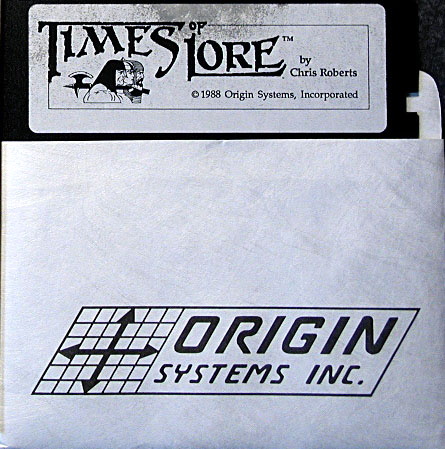 TIMES OF LORE™
by
Chris Roberts
©1988 Origin Systems, Incorporated
ORIGIN
SYSTEMS INC.